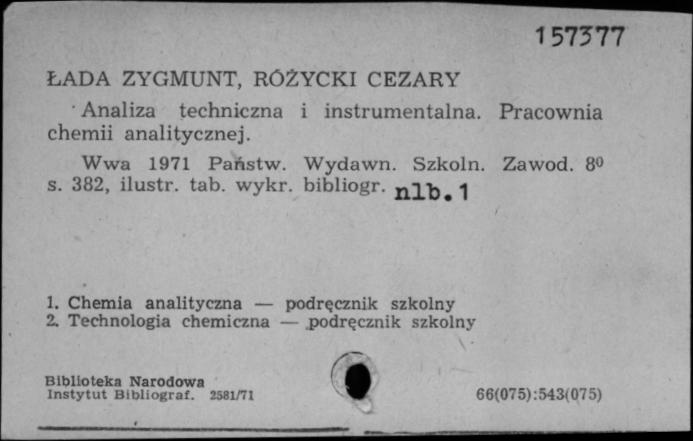 157377
ŁADA ZYGMUNT, RÓŻYCKI CEZARY
Analiza techniczna i instrumentalna. Pracownia
chemii analitycznej.
Wwa 1971 Państw. Wydawn. Szkoln. Zawod. 8⁰
s. 382, ilustr. tab. wykr. bibliogr. nlb. 1
1. Chemia analityczna — podręcznik szkolny
2. Technologia chemiczna — podręcznik szkolny
Biblioteka Narodowa
Instytut Bibliograf. 2581/71
66(075):543(075)